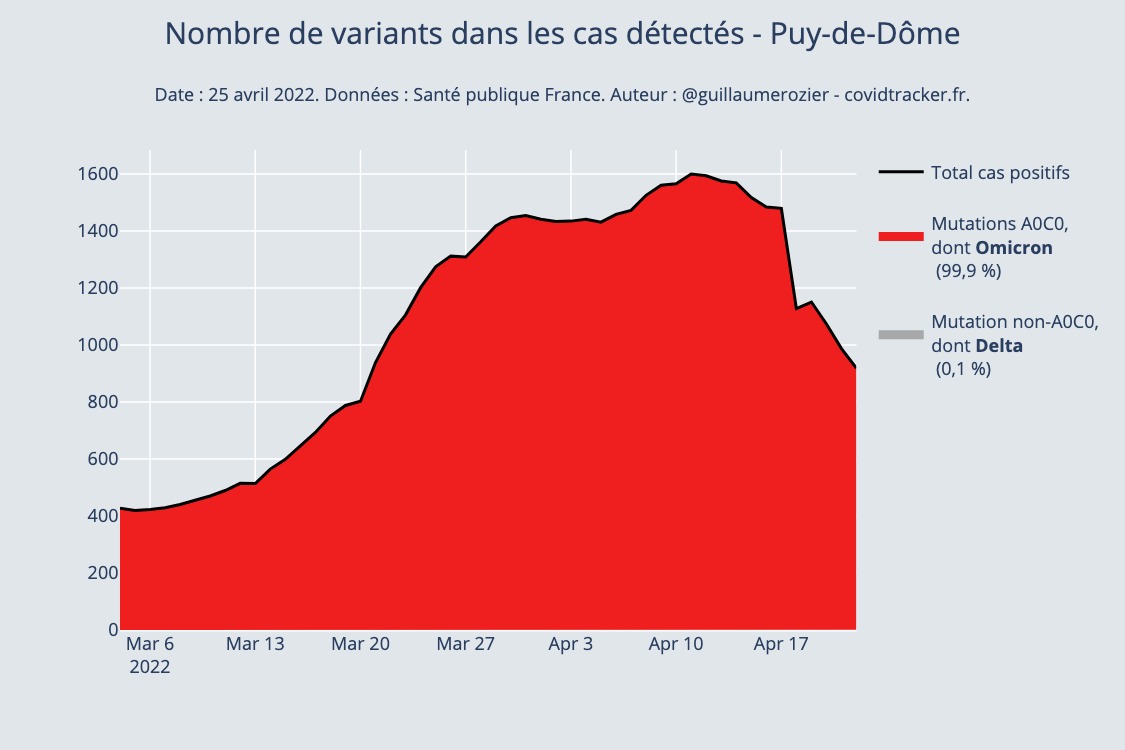 Nombre de variants dans les cas détectés - Puy-de-Dôme
Date : 25 avril 2022. Données : Santé publique France. Auteur : @guillaumerozier - covidtracker.fr.
1600
1400
1200
1000
800
600
400
200
0
Mar 6
2022
Mar 13
Mar 20
Mar 27
Apr 3
Apr 10
Apr 17
Total cas positifs
Mutations A0C0,
dont Omicron
(99,9 %)
Mutation non-A0C0,
dont Delta
(0,1 %)